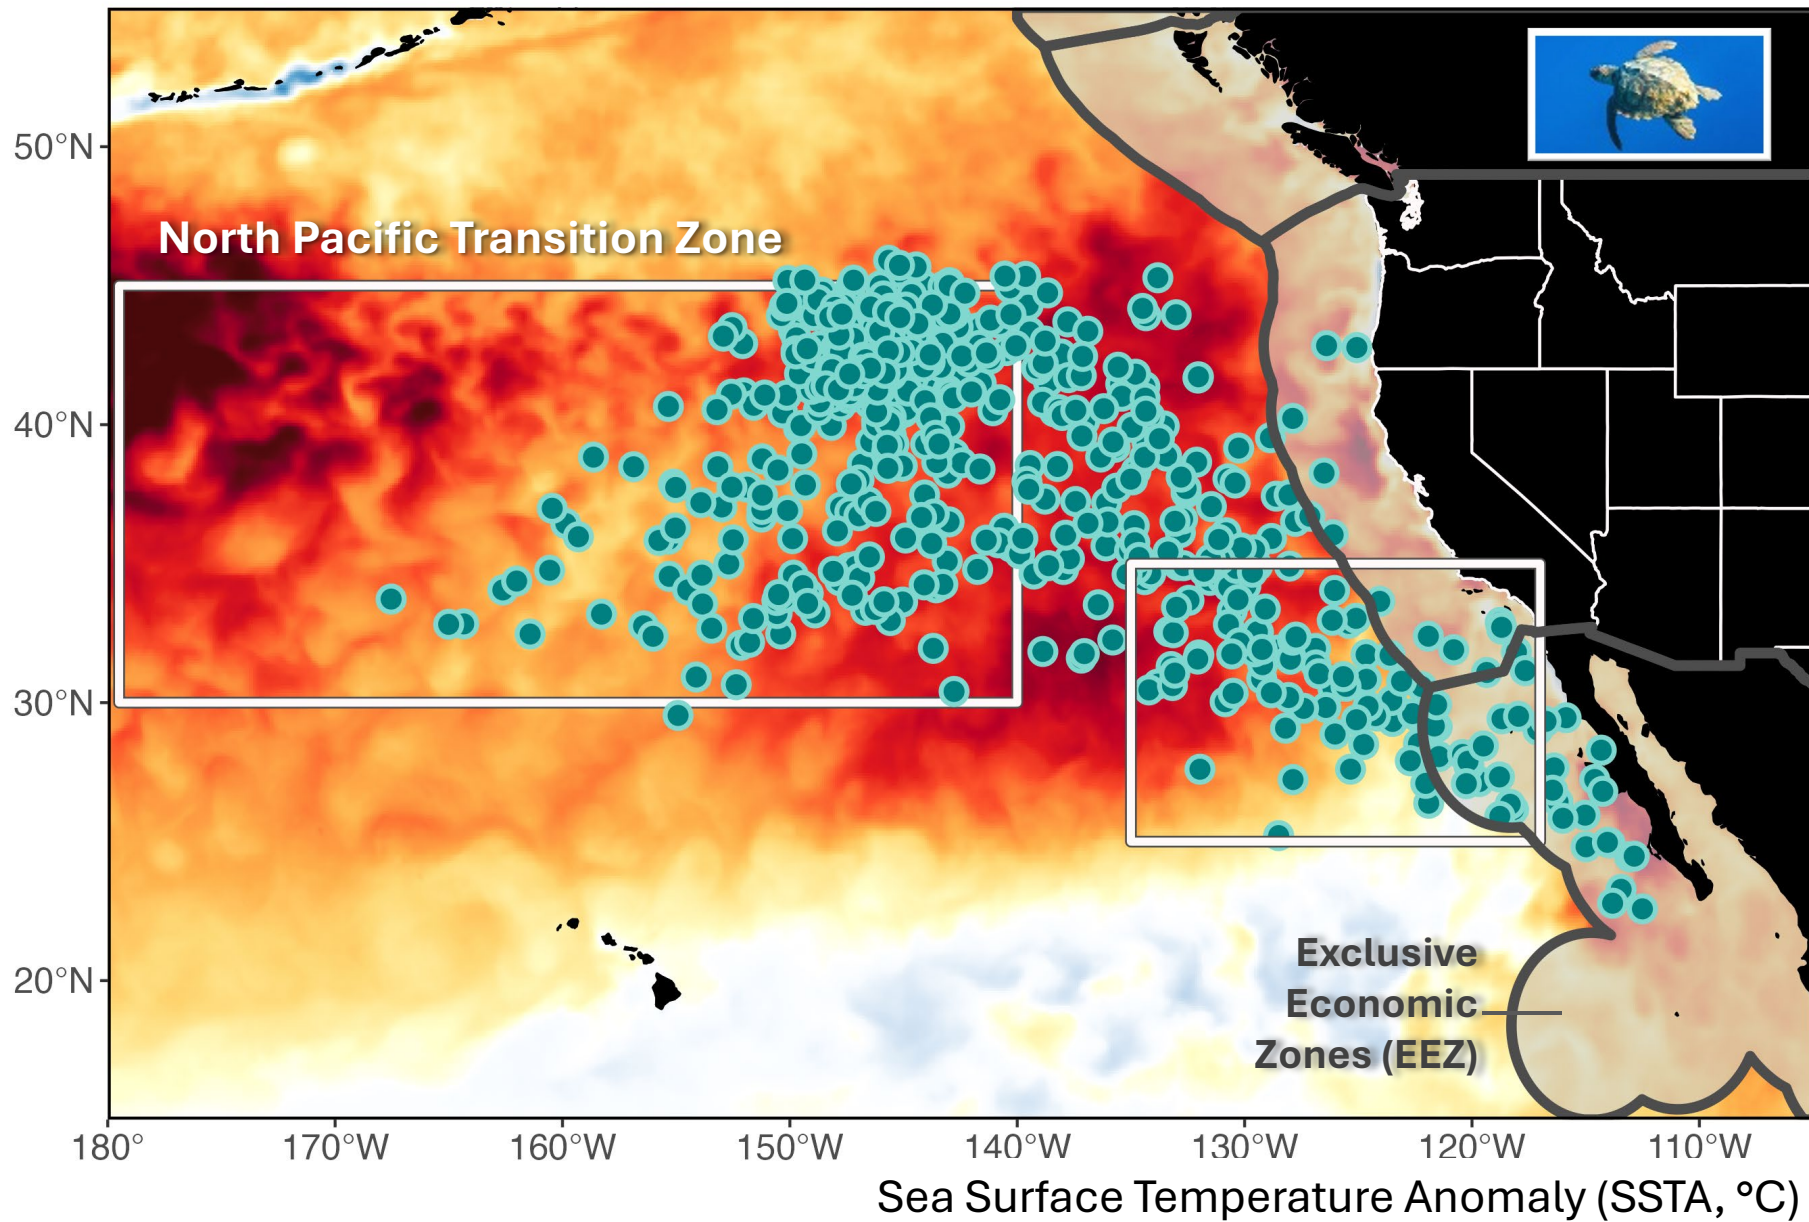 50°N
North Pacific Transition Zone
40°N
30°N
20°N
Exclusive
Economic
Zones (EEZ)
180°
170°W
160°W
150°W
140°W
130°W
120°W
110°W
Sea Surface Temperature Anomaly (SSTA, °C)